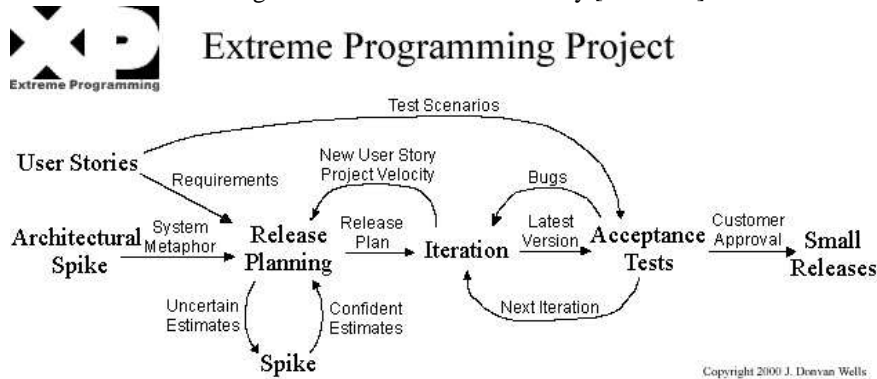 XP
Extreme Programming
Extreme Programming Project
Test Scenarios
User Stories
Requirements
New User Story
Project Velocity
Bugs
Architectural
Spike
System
Metaphor
Release
Planning
Release
Plan
Iteration
Latest
Version
Acceptance
Tests
Customer
Approval
Small
Releases
Uncertain
Estimates
Confident
Estimates
Next Iteration
Spike
Copyright 2000 J. Donvan Wells